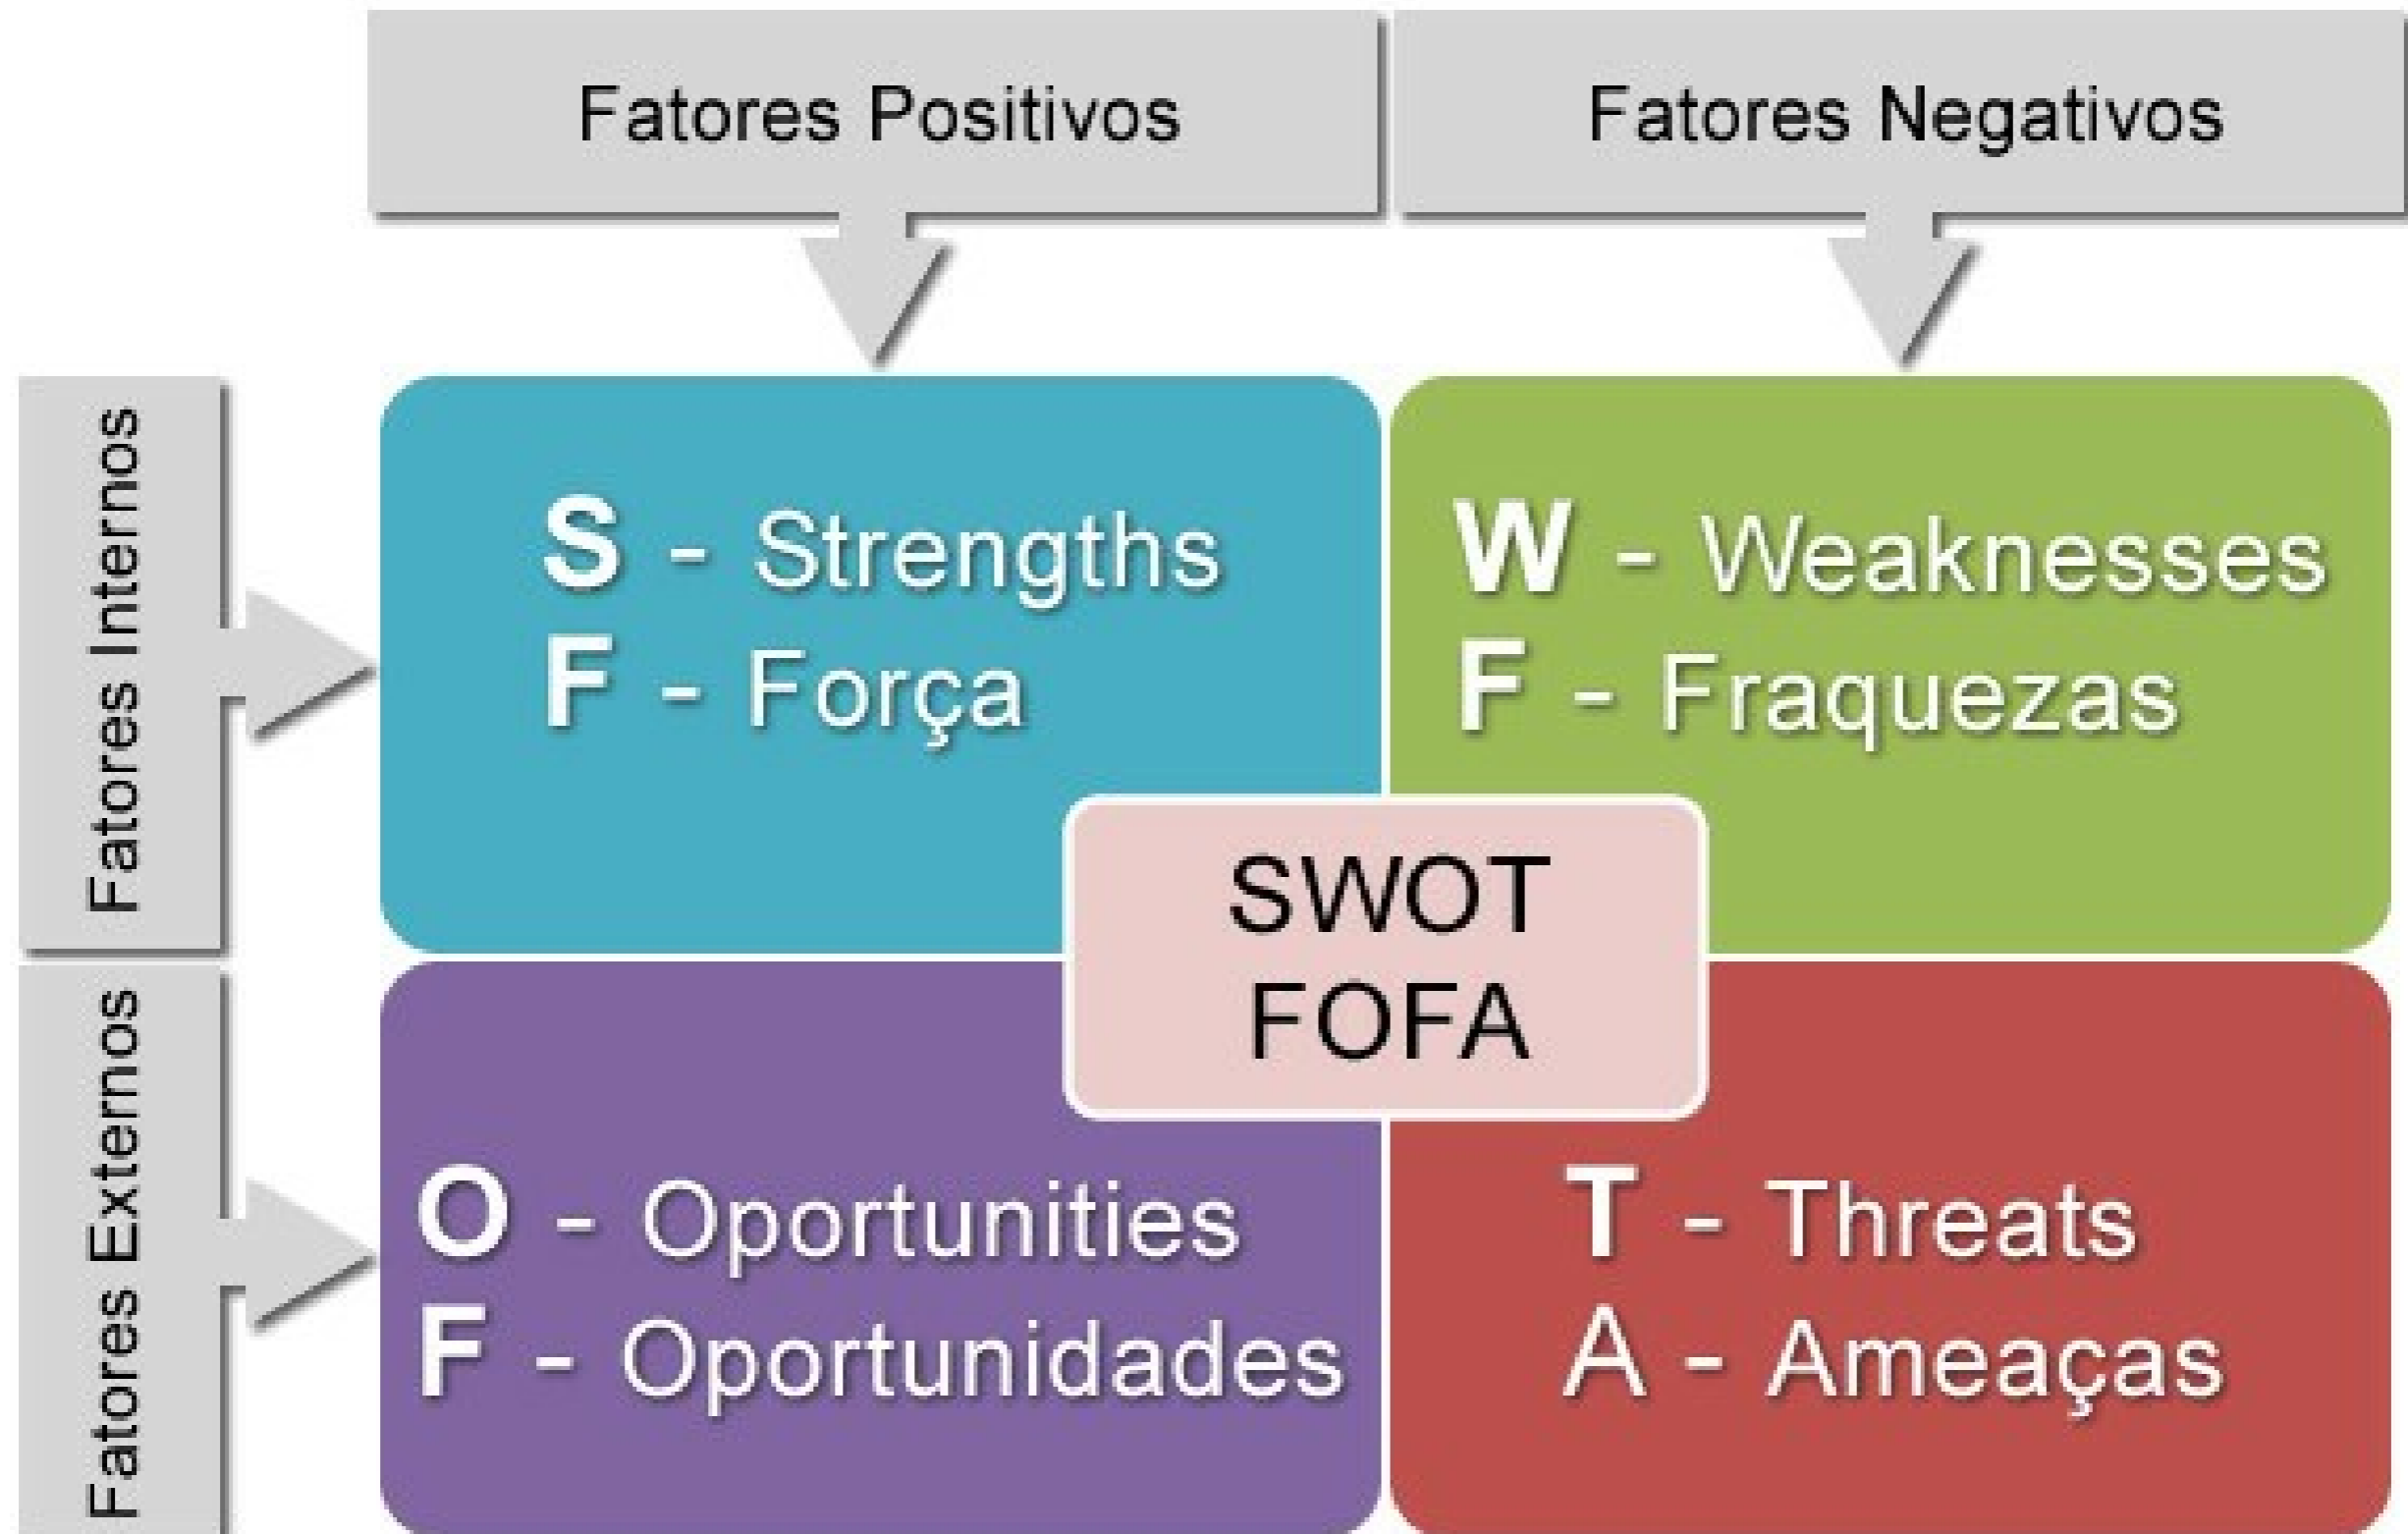 Fatores Positivos
Fatores Negativos
Fatores Internos
S - Strengths
F - Força
W - Weaknesses
F - Fraquezas
SWOT
FOFA
Fatores Externos
O - Oportunities
F - Oportunidades
T - Threats
A - Ameaças